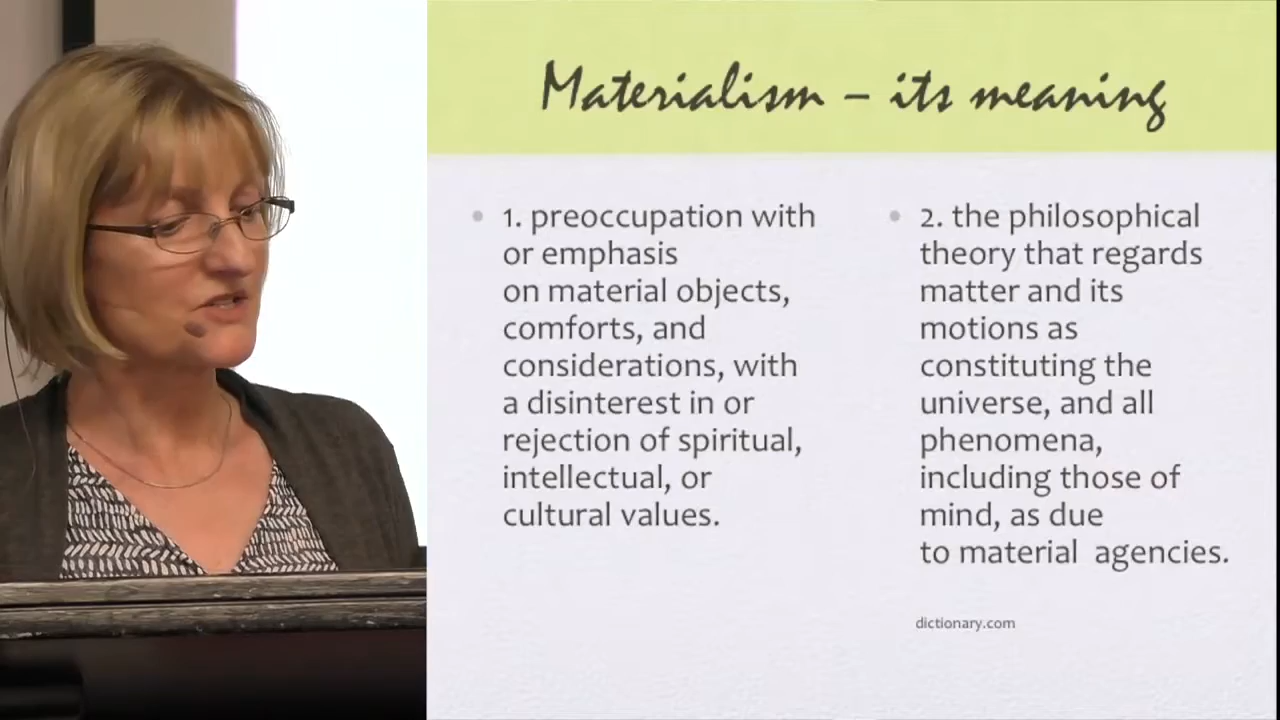 Materialism – its meaning
• 1. preoccupation with
or emphasis
on material objects,
comforts, and
considerations, with
a disinterest in or
rejection of spiritual,
intellectual, or
cultural values.
• 2. the philosophical
theory that regards
matter and its
motions as
constituting the
universe, and all
phenomena,
including those of
mind, as due
to material  agencies.
dictionary.com